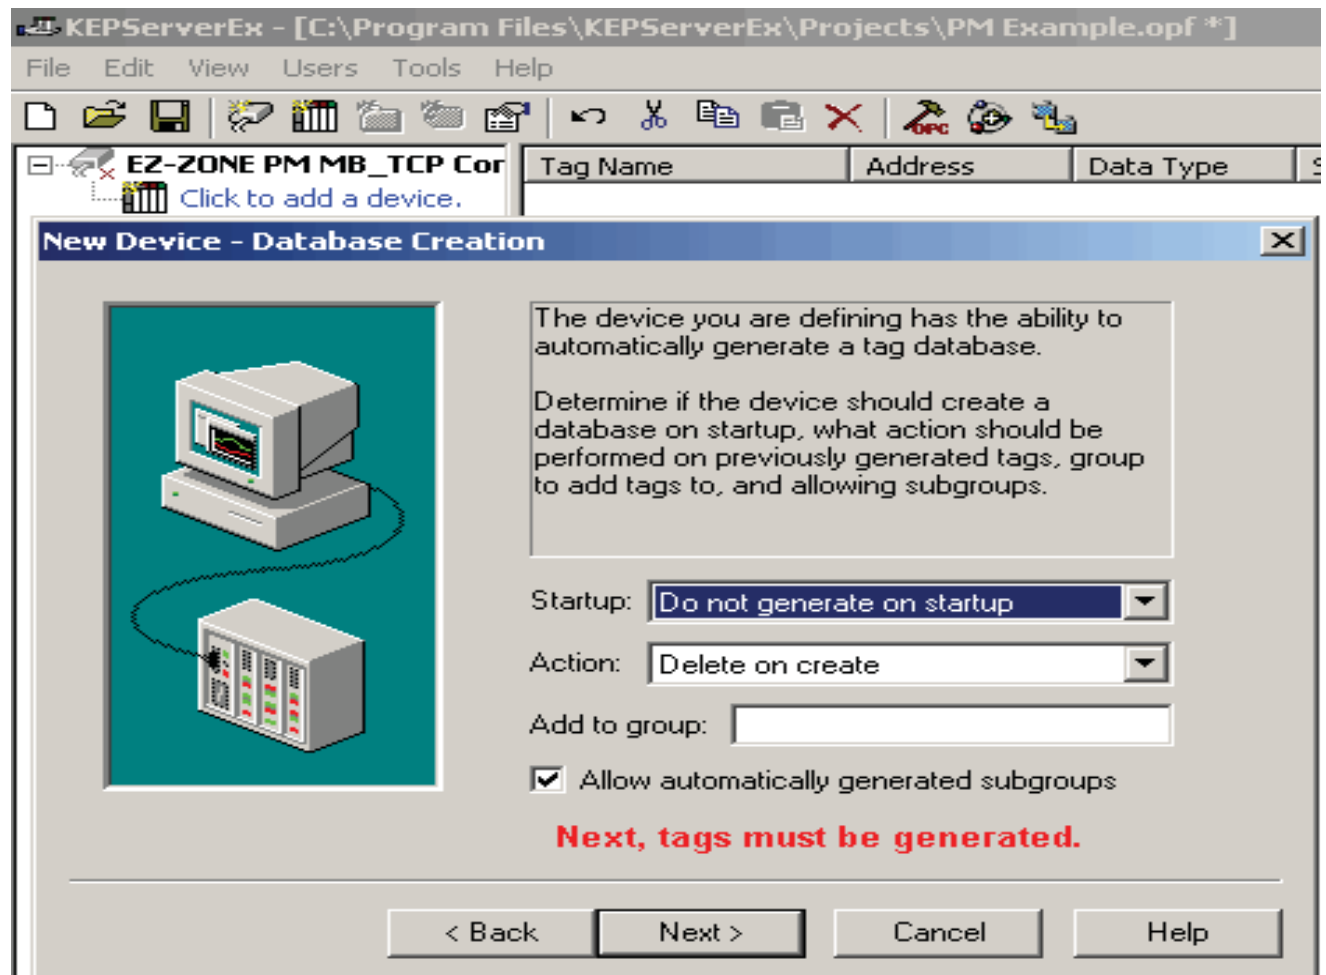 KEPServerEx - [C:\Program Files\KEPServerEx\Projects\PM Example.opf *]
File Edit View Users Tools Help
OPC
EZ-ZONE PM MB_TCP Cor
Tag Name Address Data Type S
Click to add a device.
New Device - Database Creation
The device you are defining has the ability to
automatically generate a tag database.
Determine if the device should create a
database on startup, what action should be
performed on previously generated tags, group
to add tags to, and allowing subgroups.
Startup: Do not generate on startup
Action: Delete on create
Add to group:
Allow automatically generated subgroups
Next, tags must be generated.
< Back Next > Cancel Help